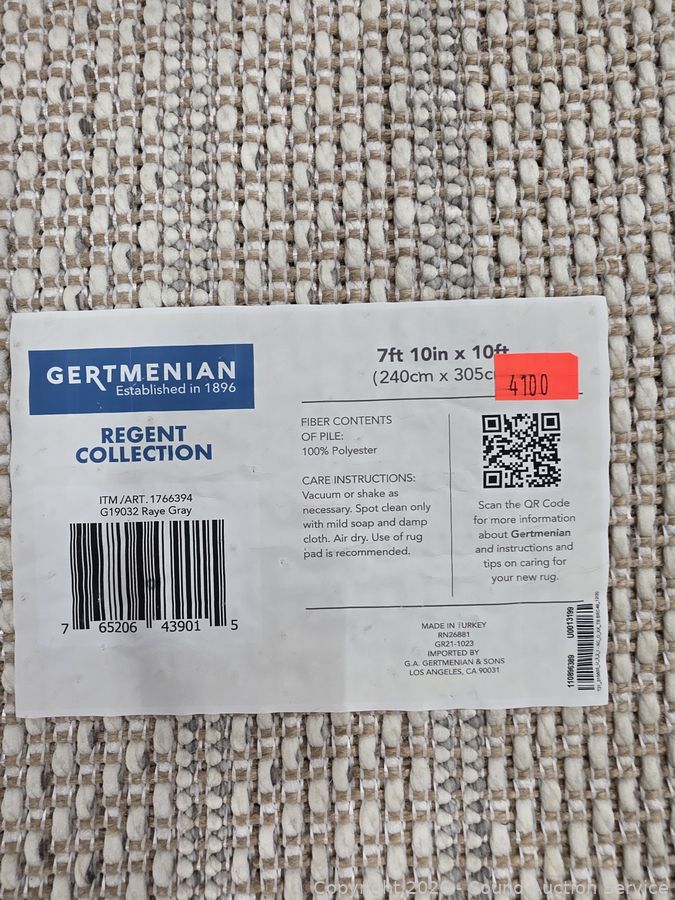 GERTMENIAN
Established in 1896
REGENT
COLLECTION
ITM/ART. 1766394
G19032 Raye Gray
7 65206 43901 5
7ft 10in x 10ft
(240cm x 305c
4100
FIBER CONTENTS
OF PILE:
100% Polyester
CARE INSTRUCTIONS:
Vacuum or shake as
necessary. Spot clean only
with mild soap and damp
cloth. Air dry. Use of rug
pad is recommended.
Scan the QR Code
for more information
about Gertmenian
and instructions and
tips on caring for
your new rug.
MADE IN TURKEY
RN26881
GR21-1023
IMPORTED BY
G.A. GERTMENIAN & SONS
LOS ANGELES, CA 90031
110896389 U0013199
Copyright 202 - Sound Auction Service